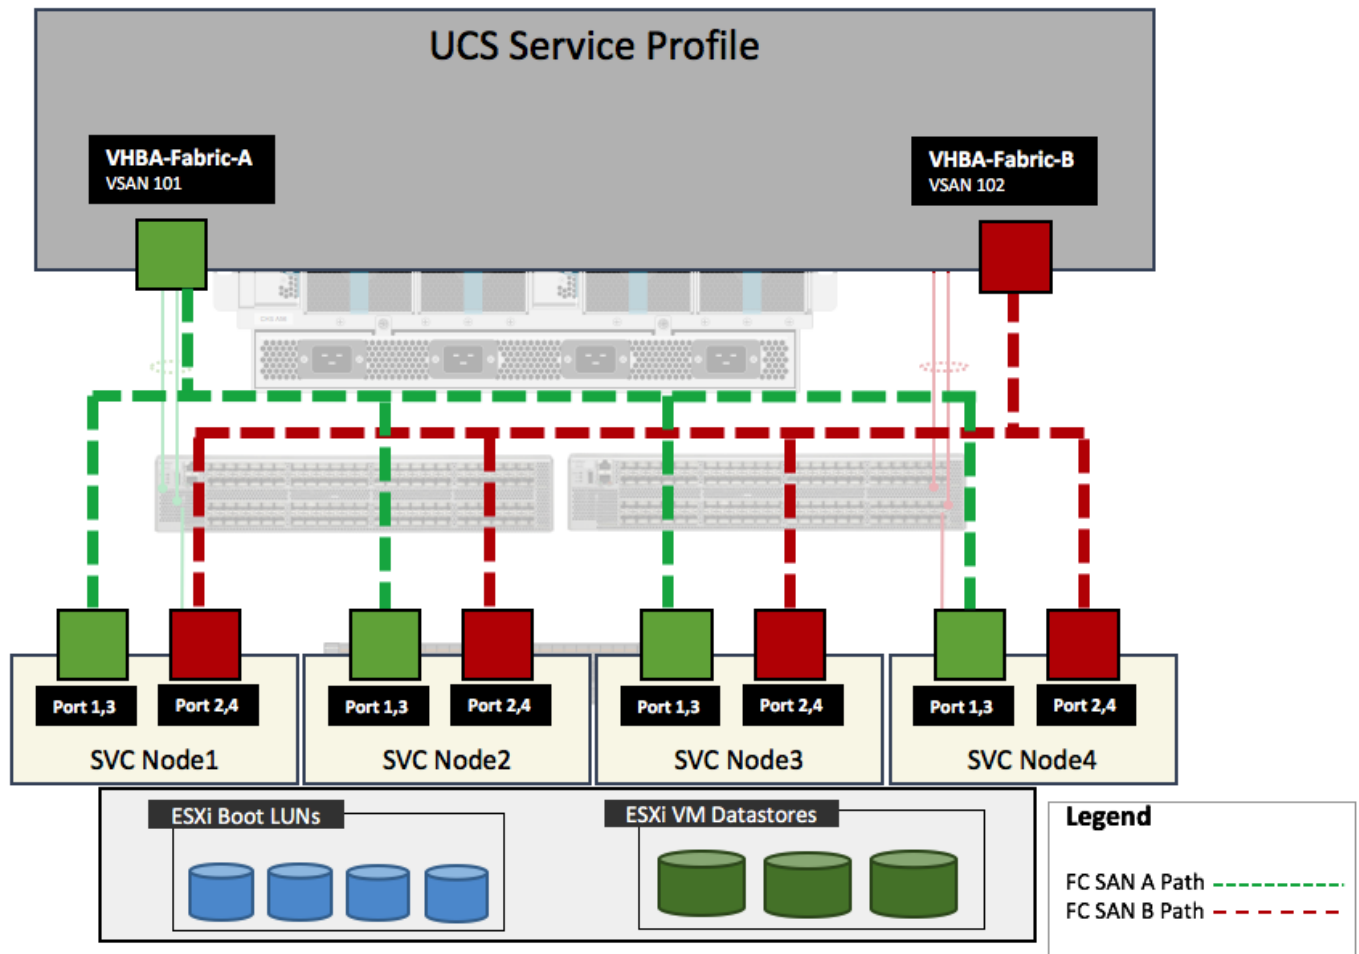 UCS Service Profile
VHBA-Fabric-A
VSAN 101
VHBA-Fabric-B
VSAN 102
Port 1,3
Port 2,4
Port 1,3
Port 2,4
Port 1,3
Port 2,4
Port 1,3
Port 2,4
SVC Node1
SVC Node2
SVC Node3
SVC Node4
ESXi Boot LUNs
ESXi VM Datastores
Legend
FC SAN A Path
FC SAN B Path